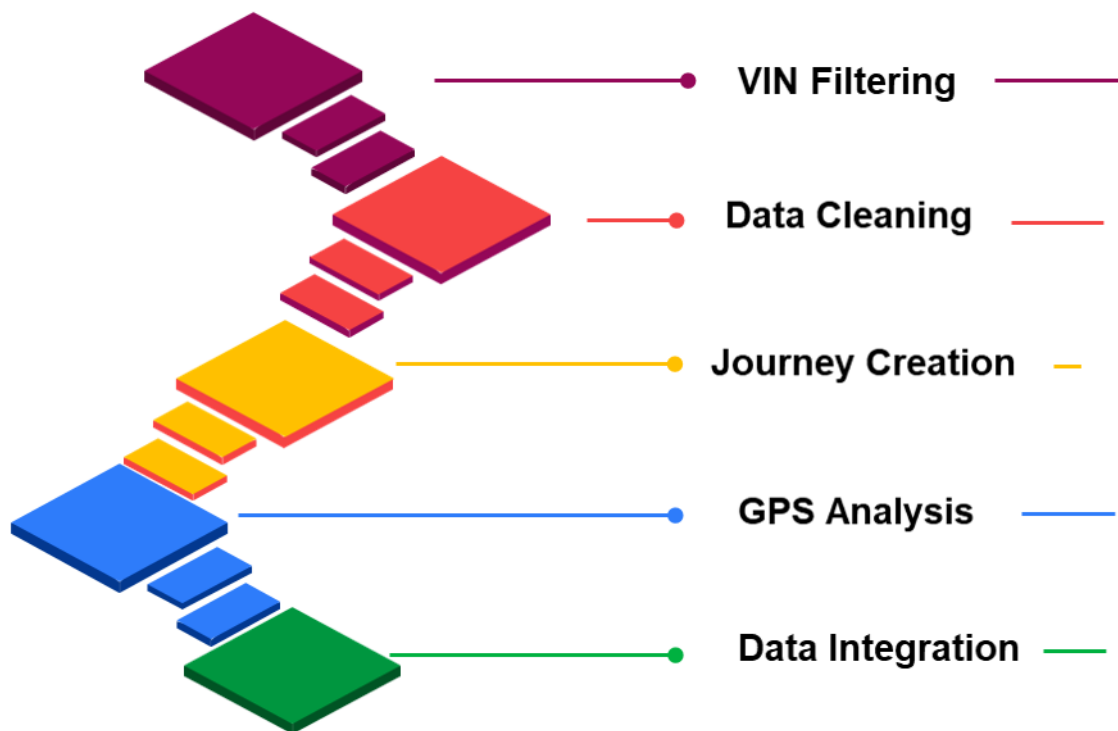 VIN Filtering
Data Cleaning
Journey Creation
GPS Analysis
Data Integration